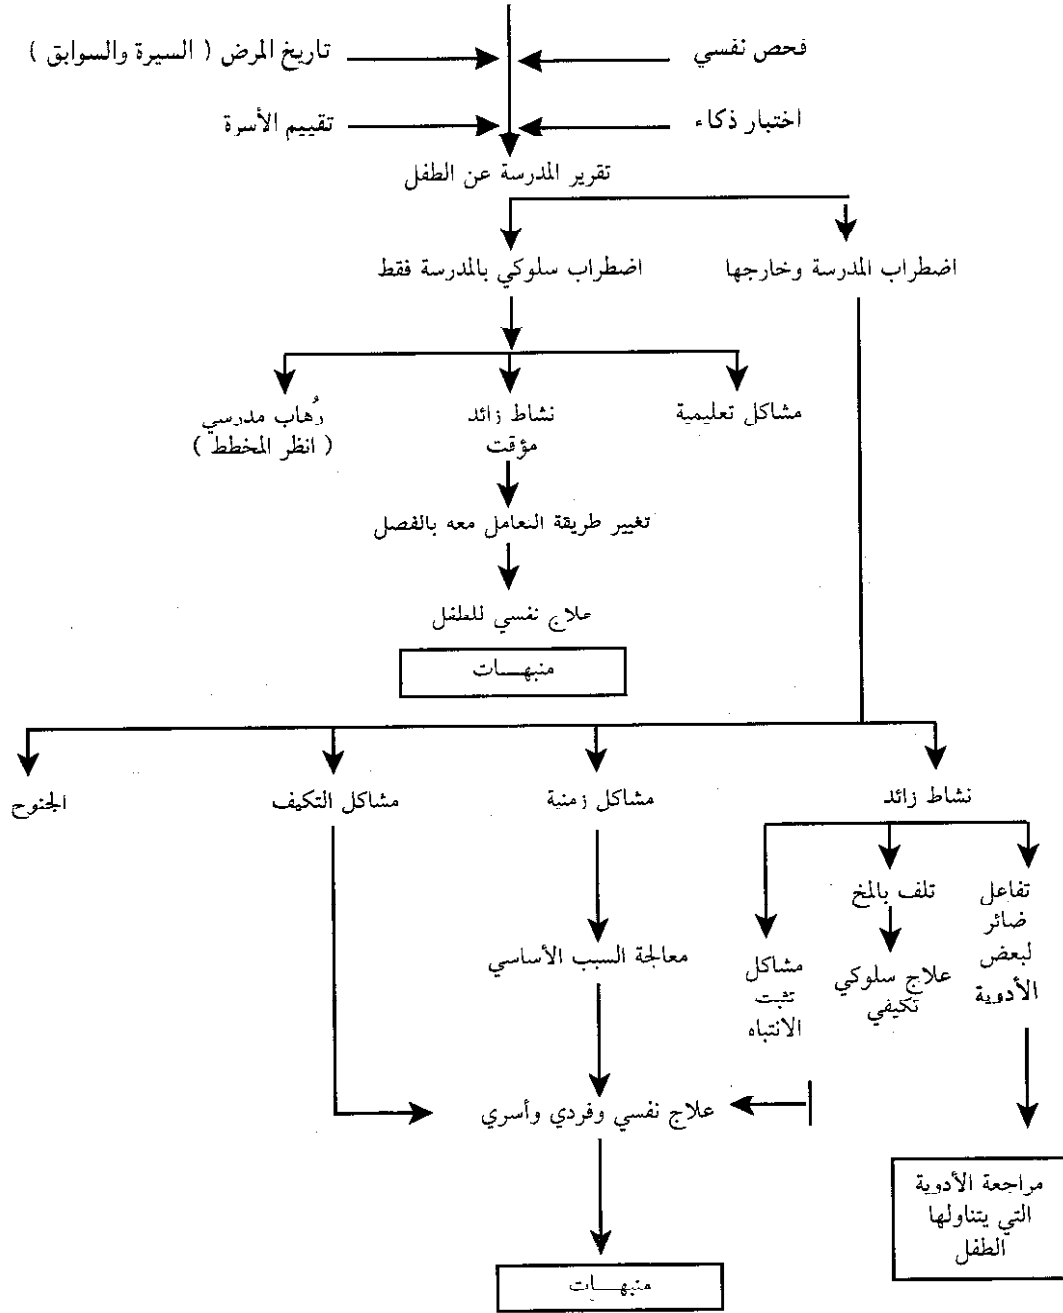 فحص نفسي
تاريخ المرض ( السيرة والسوابق )
اختبار ذكاء
تقييم الأسرة
تقرير المدرسة عن الطفل
اضطراب المدرسة وخارجها
اضطراب سلوكي بالمدرسة فقط
مشاكل تعليمية
نشاط زائد
مؤقت
رُهاب مدرسي
( انظر المخطط )
تغيير طريقة التعامل معه بالفصل
علاج نفسي للطفل
منبهـــات
نشاط زائد
مشاكل زمنية
مشاكل التكيف
الجنوح
تفاعل
ضائر
لبعض
الأدوية
تلف بالمخ
علاج سلوكي
تكيفي
مشاكل
تثبت
الانتباه
معالجة السبب الأساسي
علاج نفسي وفردي وأسري
مراجعة الأدوية
التي يتناولها
الطفل
منبهـــات